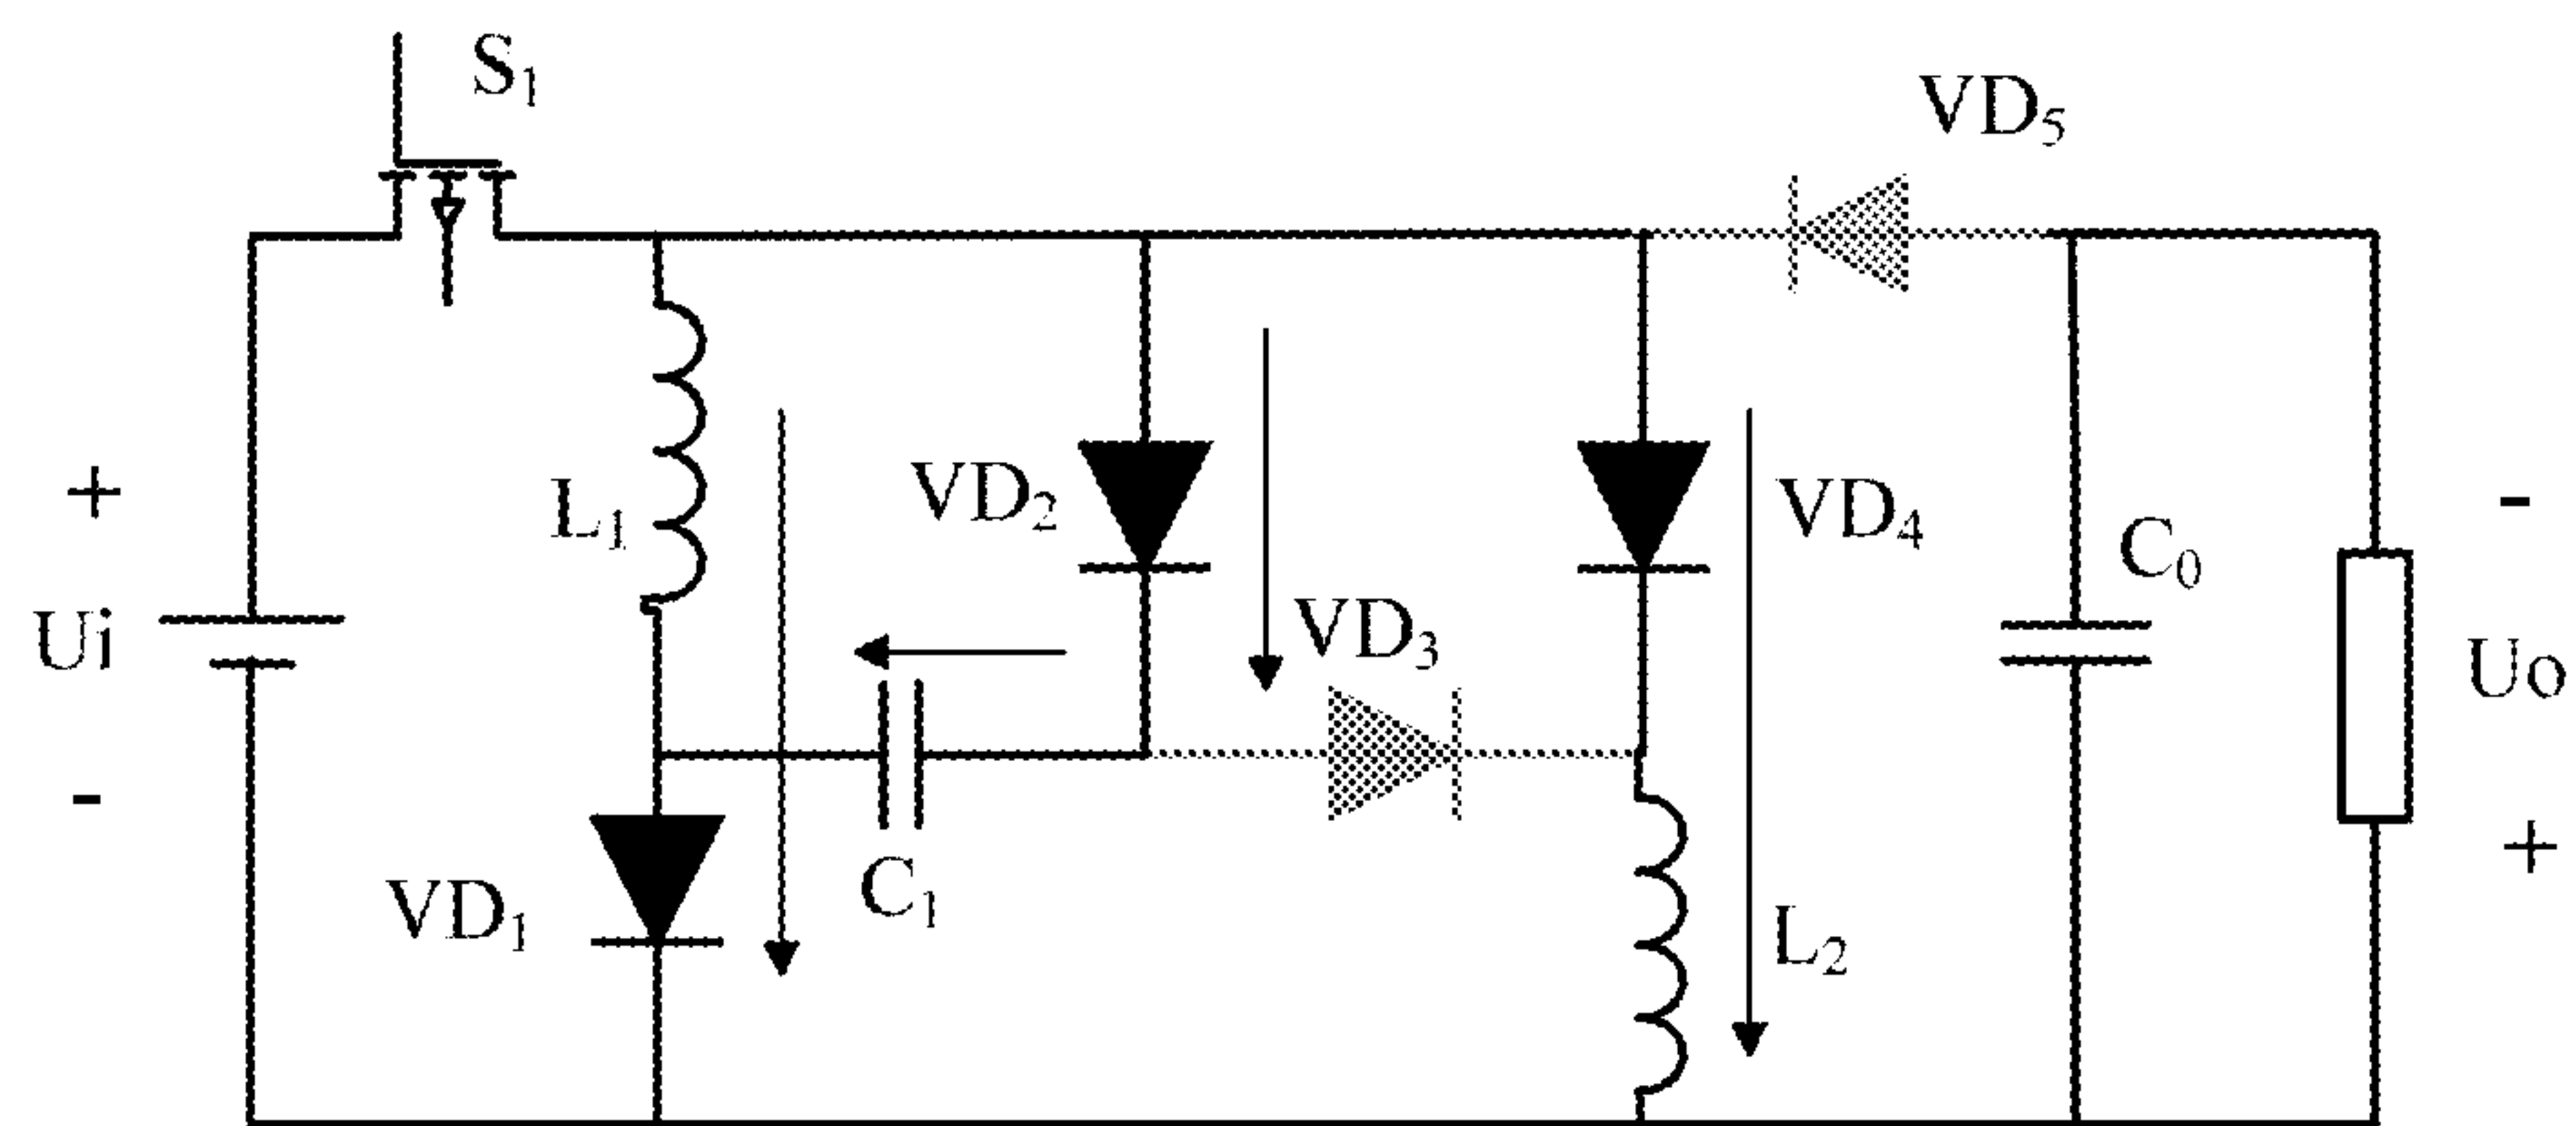 S₁
VD₅
+
L₁
VD₂
VD₄
-
C₀
Ui
VD₃
Uo
-
VD₁
C₁
L₂
+